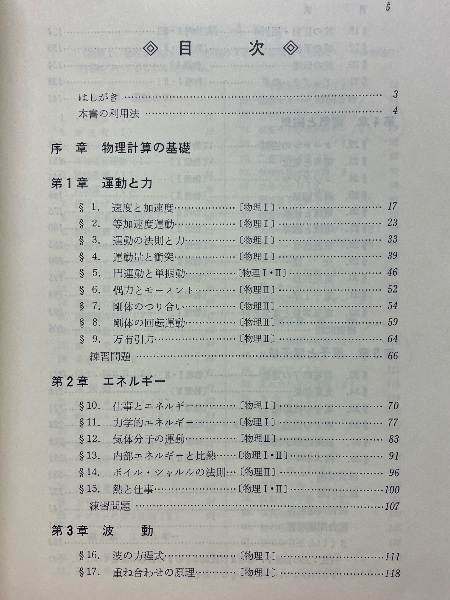 5
◈ 目 次 ◈
はしがき……3
本書の利用法……4
序章 物理計算の基礎
第1章 運動と力
§1. 速度と加速度……〔物理Ⅰ〕……17
§2. 等加速度運動……〔物理Ⅰ〕……23
§3. 運動の法則と力……〔物理Ⅰ〕……33
§4. 運動量と衝突……〔物理Ⅰ〕……39
§5. 円運動と単振動……〔物理Ⅰ・Ⅱ〕……46
§6. 偶力とモーメント……〔物理Ⅱ〕……52
§7. 剛体のつり合い……〔物理Ⅱ〕……54
§8. 剛体の回転運動……〔物理Ⅱ〕……59
§9. 万有引力……〔物理Ⅱ〕……64
練習問題……66
第2章 エネルギー
§10. 仕事とエネルギー……〔物理Ⅰ〕……70
§11. 力学的エネルギー……〔物理Ⅰ〕……77
§12. 気体分子の運動……〔物理Ⅱ〕……83
§13. 内部エネルギーと比熱……〔物理Ⅰ・Ⅱ〕……91
§14. ボイル・シャルルの法則……〔物理Ⅱ〕……96
§15. 熱と仕事……〔物理Ⅰ・Ⅱ〕……100
練習問題……107
第3章 波動
§16. 波の方程式……〔物理Ⅰ〕……111
§17. 重ね合わせの原理……〔物理Ⅰ〕……118